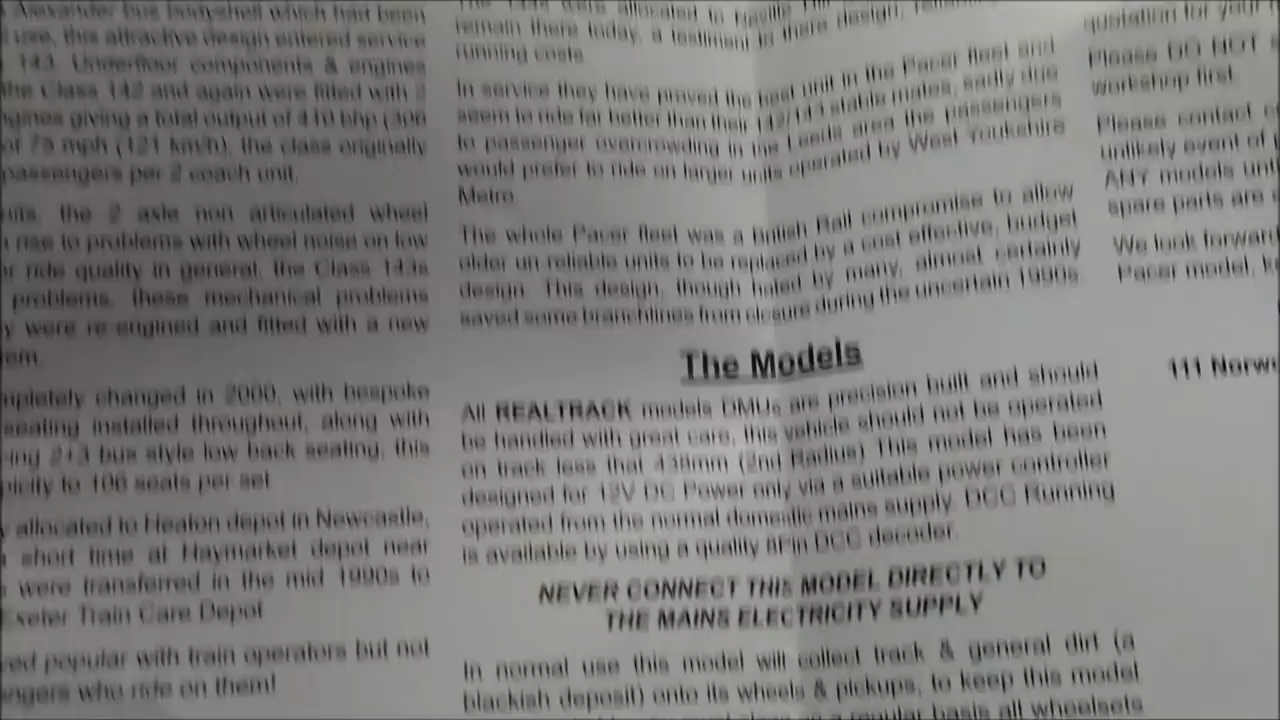 Alexander bus bodyshell which had been
use, this attractive design entered service
143. Underfloor components & engines
the Class 142 and again were fitted with 2
engines giving a total output of 410 bhp (306
of 75 mph (121 km/h), the class originally
passengers per 2 coach unit.
the 2 axle non articulated wheel
rise to problems with wheel noise on low
ride quality in general, the Class 143s
problems, these mechanical problems
were re-engined and fitted with a new
changed in 2000, with bespoke
seating installed throughout, along with
2+3 bus style low back seating, this
to 106 seats per set
allocated to Heaton depot in Newcastle,
short time at Haymarket depot near
were transferred in the mid 1990s to
Exeter Train Care Depot
popular with train operators but not
who ride on them!
were allocated to Neville Hill
remain there today, a testiment to there design,
running costs
In service they have proved the best unit in the Pacer fleet and
seem to ride far better than their 142/143 stable mates, sadly due
to passenger overcrowding in the Leeds area the passengers
would prefer to ride on larger units operated by West Youkshire
Metro.
The whole Pacer fleet was a British Rail compromise to allow
older un reliable units to be replaced by a cost effective, budget
design. This design, though hated by many, almost certainly
saved some branchlines from closure during the uncertain 1990s
The Models
All REALTRACK models DMUs are precision built and should
be handled with great care, this vehicle should not be operated
on track less that 438mm (2nd Radius) This model has been
designed for 12V DC Power only via a suitable power controller
operated from the normal domestic mains supply. DCC Running
is available by using a quality 8Pin DCC decoder.
NEVER CONNECT THIS MODEL DIRECTLY TO
THE MAINS ELECTRICITY SUPPLY
In normal use this model will collect track & general dirt (a
blackish deposit) onto its wheels & pickups, to keep this model
a regular basis all wheelsets
quotation for your
Please DO NOT
workshop first.
Please contact
unlikely event of
ANY models
spare parts are
We look forward
Pacer model,
111